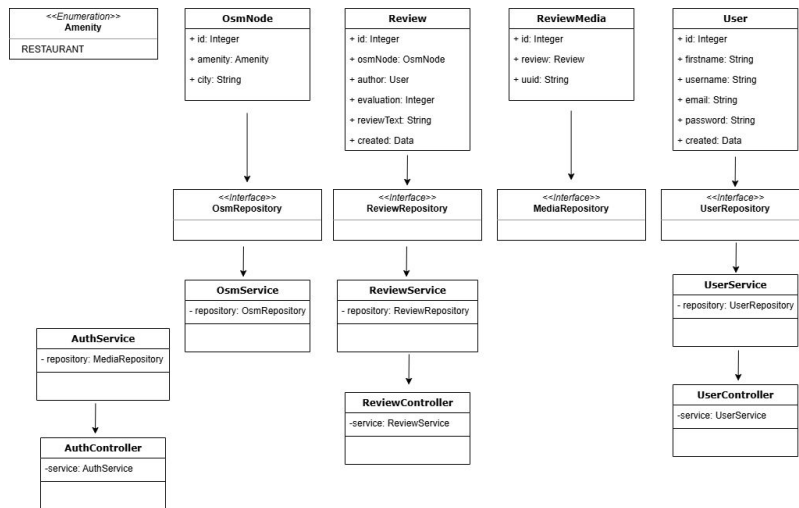 <<Enumeration>>
Amenity
RESTAURANT
OsmNode
+ id: Integer
+ amenity: Amenity
+ city: String
Review
+ id: Integer
+ osmNode: OsmNode
+ author: User
+ evaluation: Integer
+ reviewText: String
+ created: Data
ReviewMedia
+ id: Integer
+ review: Review
+ uuid: String
User
+ id: Integer
+ firstname: String
+ username: String
+ email: String
+ password: String
+ created: Data
<<Interface>>
OsmRepository
<<Interface>>
ReviewRepository
<<Interface>>
MediaRepository
<<Interface>>
UserRepository
OsmService
- repository: OsmRepository
ReviewService
- repository: ReviewRepository
UserService
- repository: UserRepository
AuthService
- repository: MediaRepository
ReviewController
-service: ReviewService
UserController
-service: UserService
AuthController
-service: AuthService